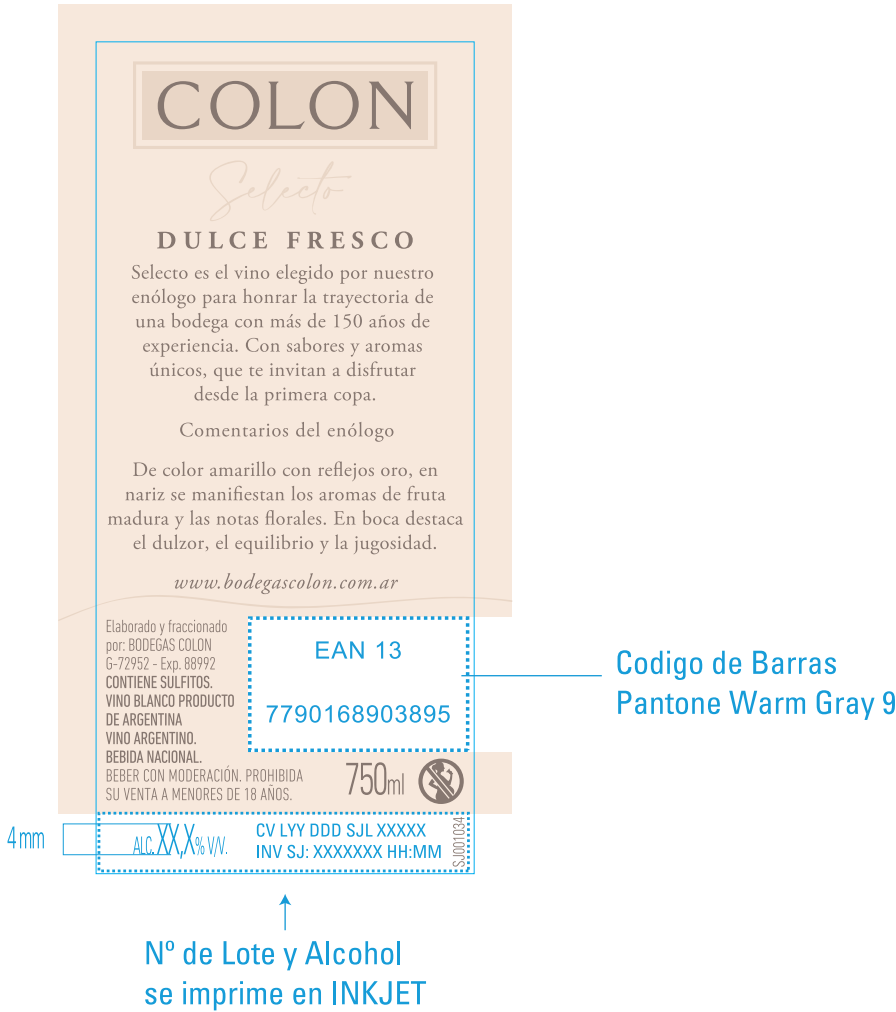 COLON
Selecto
DULCE FRESCO
Selecto es el vino elegido por nuestro
enólogo para honrar la trayectoria de
una bodega con más de 150 años de
experiencia. Con sabores y aromas
únicos, que te invitan a disfrutar
desde la primera copa.
Comentarios del enólogo
De color amarillo con reflejos oro, en
nariz se manifiestan los aromas de fruta
madura y las notas florales. En boca destaca
el dulzor, el equilibrio y la jugosidad.
www.bodegascolon.com.ar
Elaborado y fraccionado
por: BODEGAS COLON
G-72952 - Exp. 88992
CONTIENE SULFITOS.
VINO BLANCO PRODUCTO
DE ARGENTINA
VINO ARGENTINO.
BEBIDA NACIONAL.
BEBER CON MODERACIÓN. PROHIBIDA
SU VENTA A MENORES DE 18 AÑOS.
EAN 13
7790168903895
750ml
Codigo de Barras
Pantone Warm Gray 9
4mm
ALC. XX,X% V/V.
CV LYY DDD SJL XXXXX
INV SJ: XXXXXXX HH:MM
SJ001034
Nº de Lote y Alcohol
se imprime en INKJET